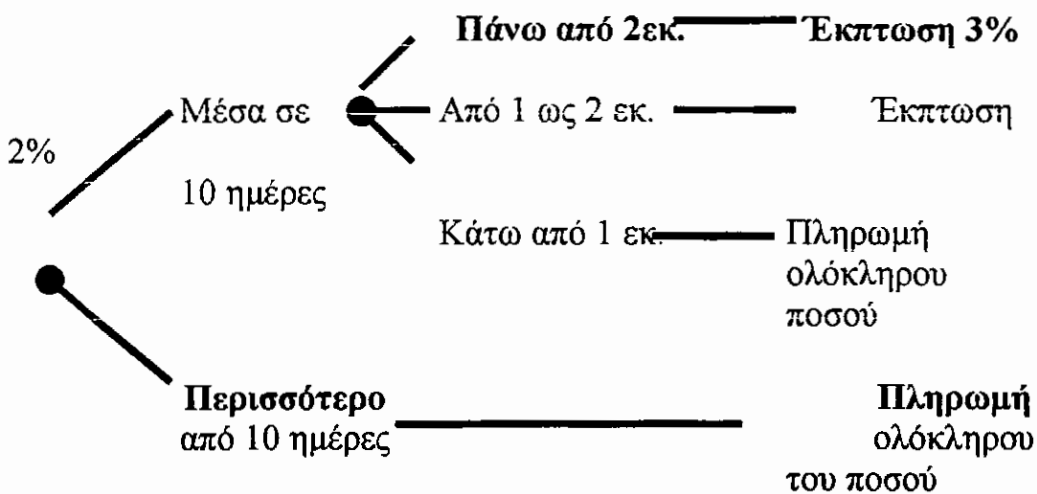 Πάνω από 2εκ. Έκπτωση 3%
Μέσα σε Από 1 ως 2 εκ. Έκπτωση
2%
10 ημέρες
Κάτω από 1 εκ. Πληρωμή
ολόκληρου
ποσού
Περισσότερο Πληρωμή
από 10 ημέρες ολόκληρου
του ποσού